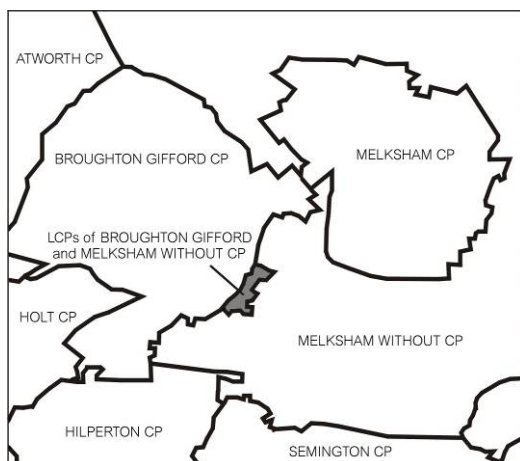 ATWORTH CP
BROUGHTON GIFFORD CP
MELKSHAM CP
LCPs of BROUGHTON GIFFORD
and MELKSHAM WITHOUT CP
HOLT CP
MELKSHAM WITHOUT CP
HILPERTON CP
SEMINGTON CP